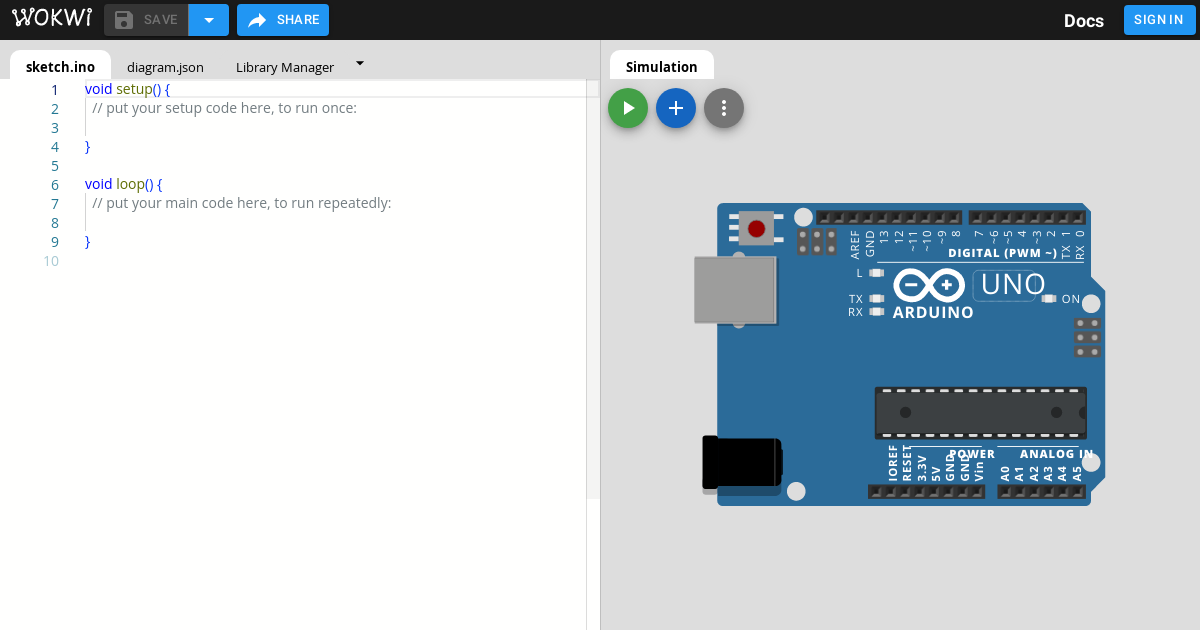 WOKWI SAVE SHARE Docs SIGN IN
sketch.ino diagram.json Library Manager
1 void setup() {
2 // put your setup code here, to run once:
3
4 }
5
6 void loop() {
7 // put your main code here, to run repeatedly:
8
9 }
10
Simulation
AREF GND 13 12 ~11 ~10 ~9 8 7 ~6 ~5 4 ~3 2 TX 1 RX 0
DIGITAL (PWM ~)
L
UNO
TX ON
RX ARDUINO
POWER ANALOG IN
IOREF RESET 3.3V 5V GND GND Vin A0 A1 A2 A3 A4 A5